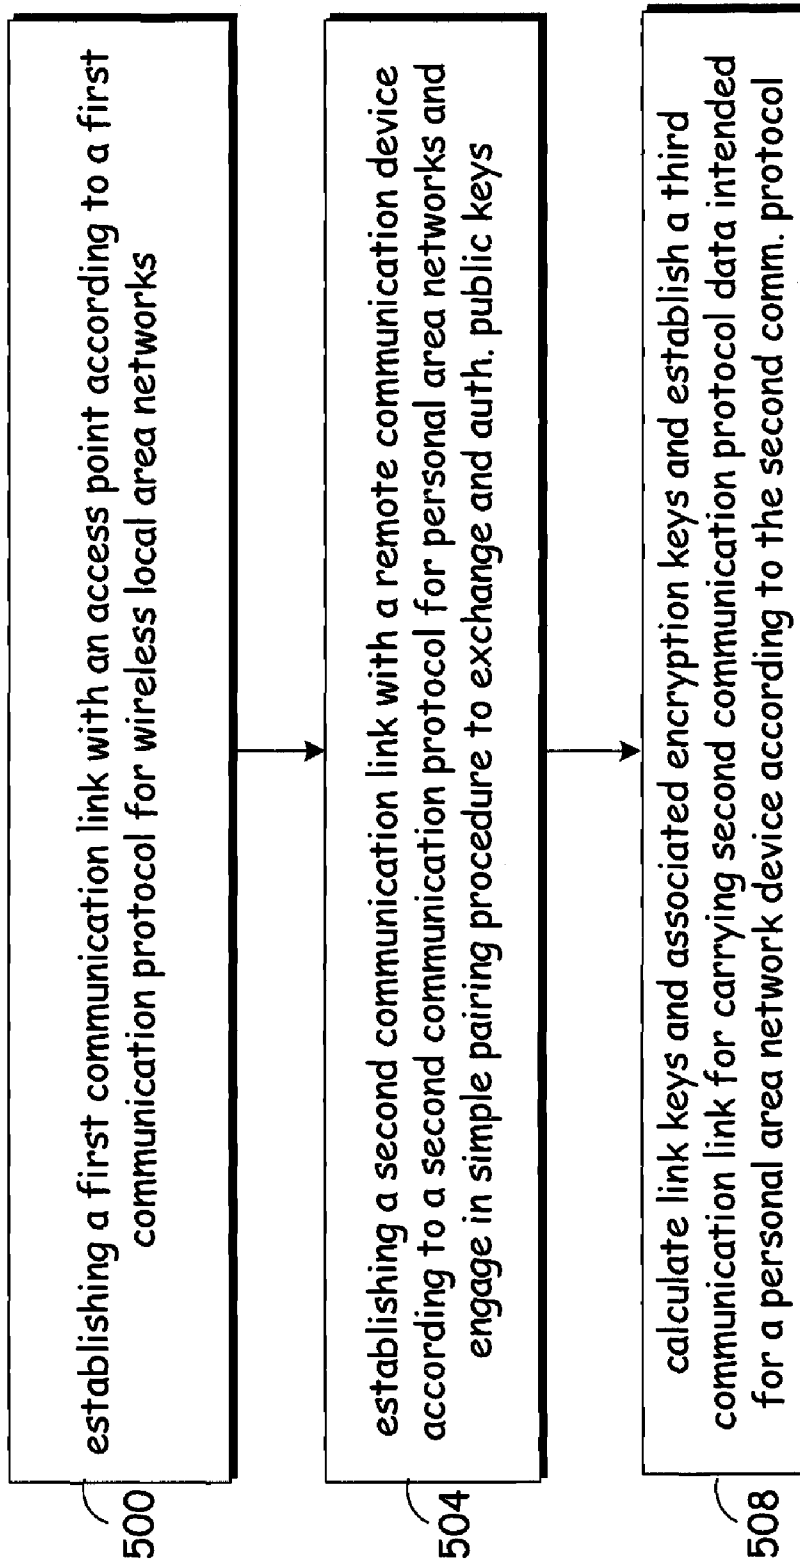 establishing a first communication link with an access point according to a first
communication protocol for wireless local area networks
500
establishing a second communication link with a remote communication device
according to a second communication protocol for personal area networks and
engage in simple pairing procedure to exchange and auth. public keys
504
calculate link keys and associated encryption keys and establish a third
communication link for carrying second communication protocol data intended
for a personal area network device according to the second comm. protocol
508